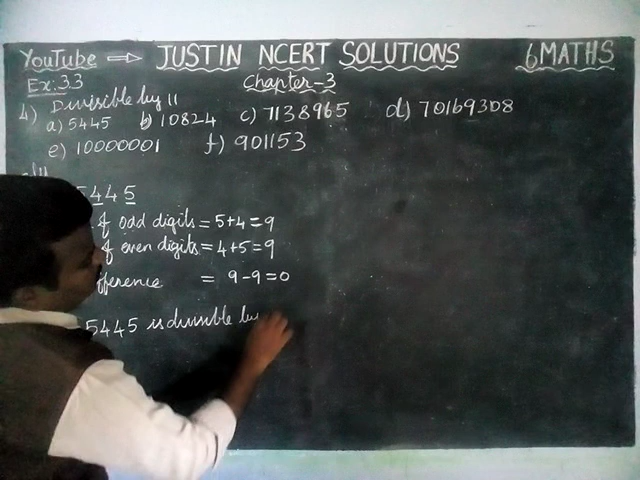 YouTube ⇒ JUSTIN NCERT SOLUTIONS 6 MATHS
Ex: 3.3 Chapter-3
4) Divisible by 11
a) 5445 b) 10824 c) 7138965 d) 70169308
e) 10000001 f) 901153
5445
of odd digits = 5+4 = 9
of even digits = 4+5 = 9
fference = 9-9=0
5445 is divisible by